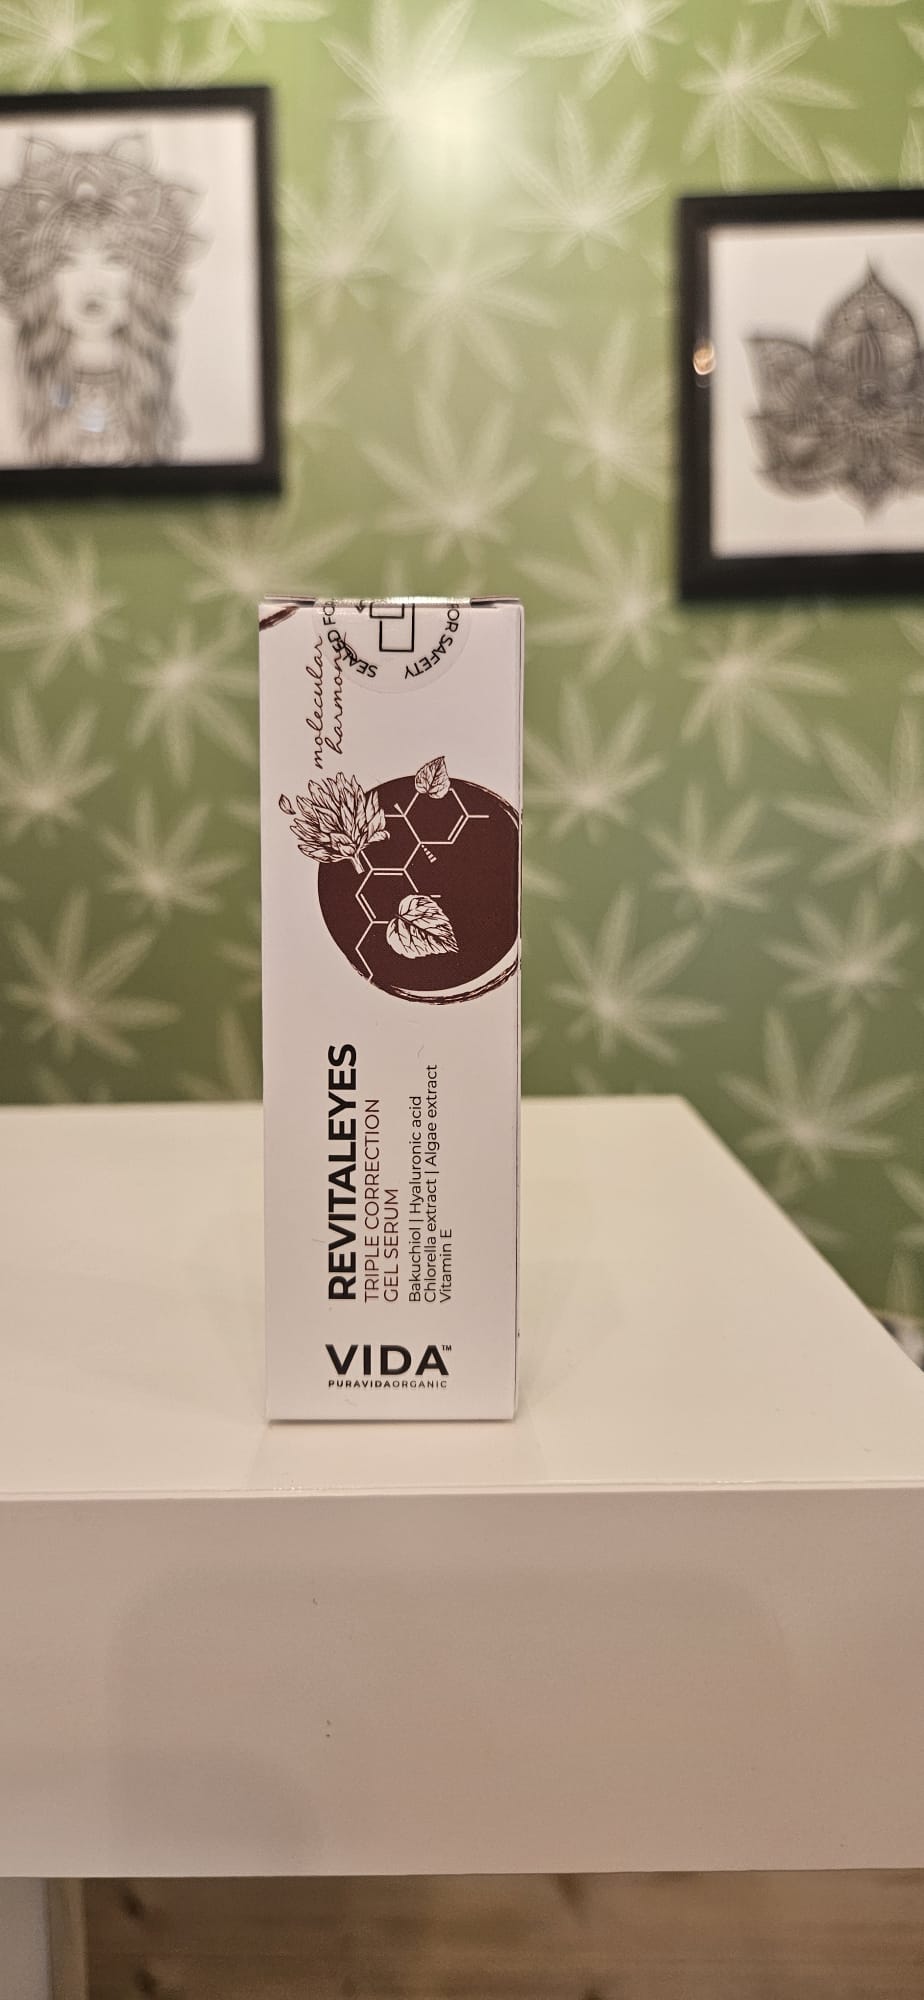 SEALED FOR SAFETY
molecular
harmony
REVITALEYES
TRIPLE CORRECTION
GEL SERUM
Bakuchiol | Hyaluronic acid
Chlorella extract | Algae extract
Vitamin E
VIDA™
PURAVIDAORGANIC